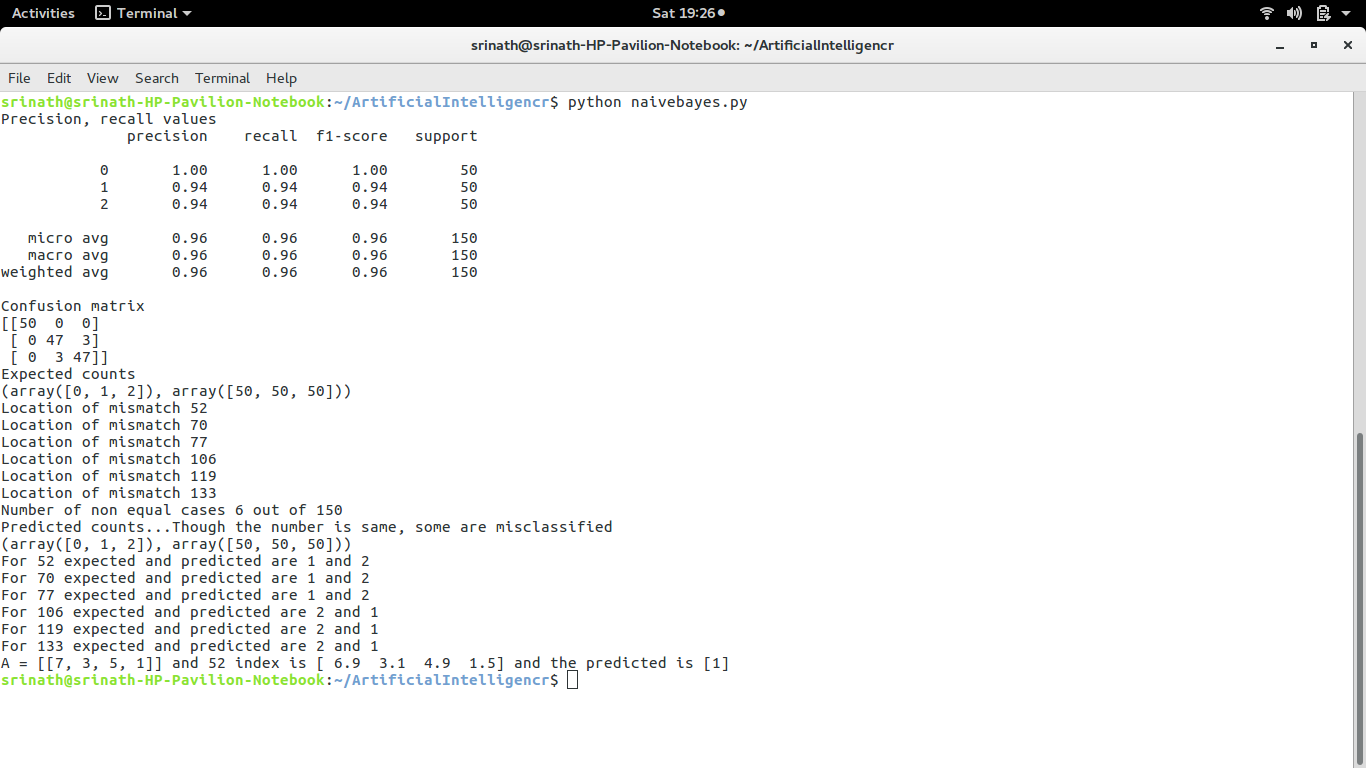 Activities Terminal Sat 19:26
srinath@srinath-HP-Pavilion-Notebook: ~/ArtificialIntelligencr
File Edit View Search Terminal Help
srinath@srinath-HP-Pavilion-Notebook:~/ArtificialIntelligencr$ python naivebayes.py
Precision, recall values
              precision    recall  f1-score   support

           0       1.00      1.00      1.00        50
           1       0.94      0.94      0.94        50
           2       0.94      0.94      0.94        50

   micro avg       0.96      0.96      0.96       150
   macro avg       0.96      0.96      0.96       150
weighted avg       0.96      0.96      0.96       150

Confusion matrix
[[50  0  0]
 [ 0 47  3]
 [ 0  3 47]]
Expected counts
(array([0, 1, 2]), array([50, 50, 50]))
Location of mismatch 52
Location of mismatch 70
Location of mismatch 77
Location of mismatch 106
Location of mismatch 119
Location of mismatch 133
Number of non equal cases 6 out of 150
Predicted counts...Though the number is same, some are misclassified
(array([0, 1, 2]), array([50, 50, 50]))
For 52 expected and predicted are 1 and 2
For 70 expected and predicted are 1 and 2
For 77 expected and predicted are 1 and 2
For 106 expected and predicted are 2 and 1
For 119 expected and predicted are 2 and 1
For 133 expected and predicted are 2 and 1
A = [[7, 3, 5, 1]] and 52 index is [ 6.9  3.1  4.9  1.5] and the predicted is [1]
srinath@srinath-HP-Pavilion-Notebook:~/ArtificialIntelligencr$